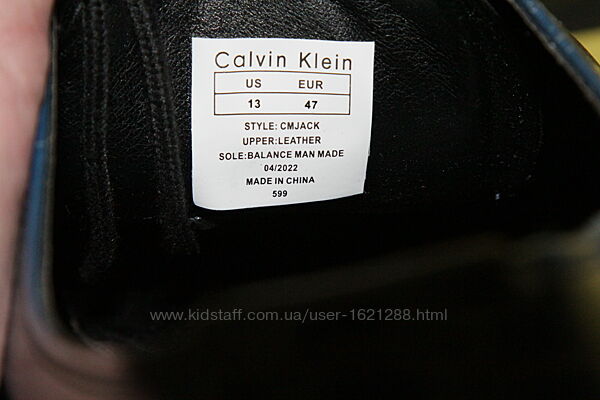 Calvin Klein
US EUR
13 47
STYLE: CMJACK
UPPER:LEATHER
SOLE:BALANCE MAN MADE
04/2022
MADE IN CHINA
599
www.kidstaff.com.ua/user-1621288.html